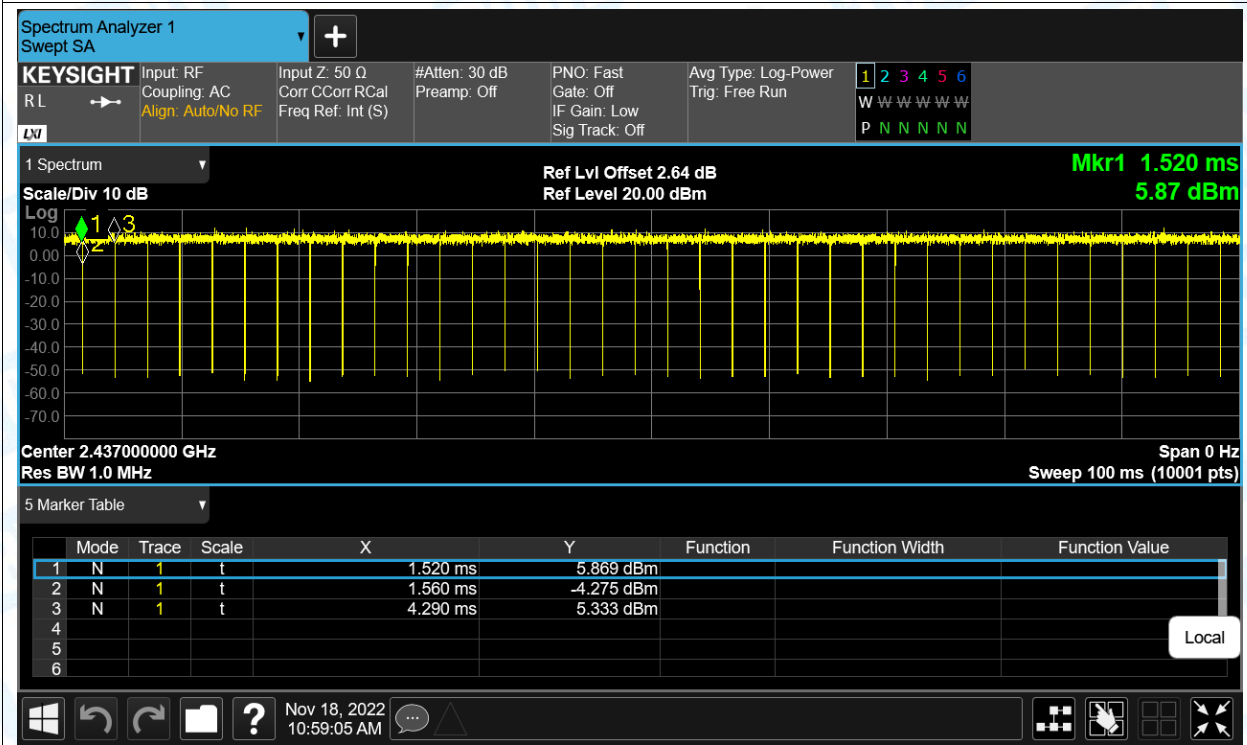 Spectrum Analyzer 1
Swept SA
KEYSIGHT
R L
LXI
Input: RF
Coupling: AC
Align: Auto/No RF
Input Z: 50 Ω
Corr CCorr RCal
Freq Ref: Int (S)
#Atten: 30 dB
Preamp: Off
PNO: Fast
Gate: Off
IF Gain: Low
Sig Track: Off
Avg Type: Log-Power
Trig: Free Run
1 2 3 4 5 6
W W W W W W
P N N N N N
1 Spectrum
Scale/Div 10 dB
Ref Lvl Offset 2.64 dB
Ref Level 20.00 dBm
Mkr1 1.520 ms
5.87 dBm
Log
1 3
2
10.0
0.00
-10.0
-20.0
-30.0
-40.0
-50.0
-60.0
-70.0
Center 2.437000000 GHz
Res BW 1.0 MHz
Span 0 Hz
Sweep 100 ms (10001 pts)
5 Marker Table
Mode Trace Scale X Y Function Function Width Function Value
1 N 1 t 1.520 ms 5.869 dBm
2 N 1 t 1.560 ms -4.275 dBm
3 N 1 t 4.290 ms 5.333 dBm
4
5
6
Local
?
Nov 18, 2022
10:59:05 AM